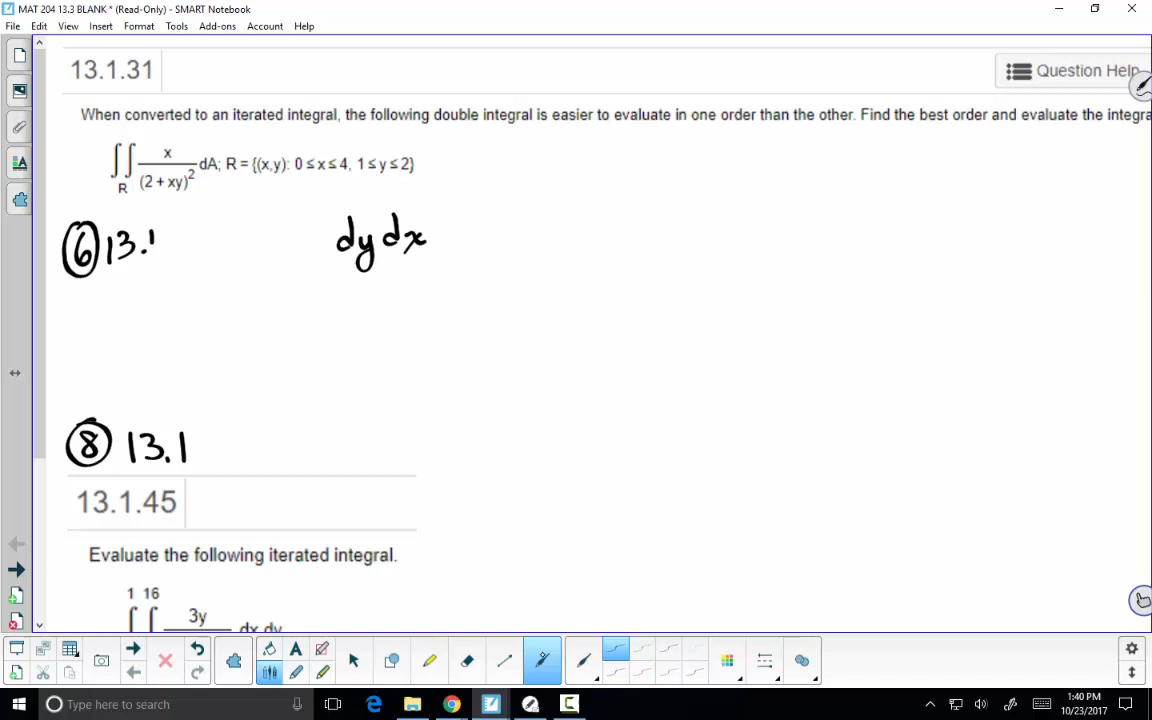 MAT 204 13.3 BLANK * (Read-Only) - SMART Notebook
File Edit View Insert Format Tools Add-ons Account Help
13.1.31
Question Help
When converted to an iterated integral, the following double integral is easier to evaluate in one order than the other. Find the best order and evaluate the integra
∫∫ x
R (2 + xy)² dA; R = {(x,y): 0 ≤ x ≤ 4, 1 ≤ y ≤ 2}
⑥ 13.1 dy dx
⑧ 13.1
13.1.45
Evaluate the following iterated integral.
1 16
∫ ∫ 3y dx dy
A
Type here to search
1:40 PM
10/23/2017